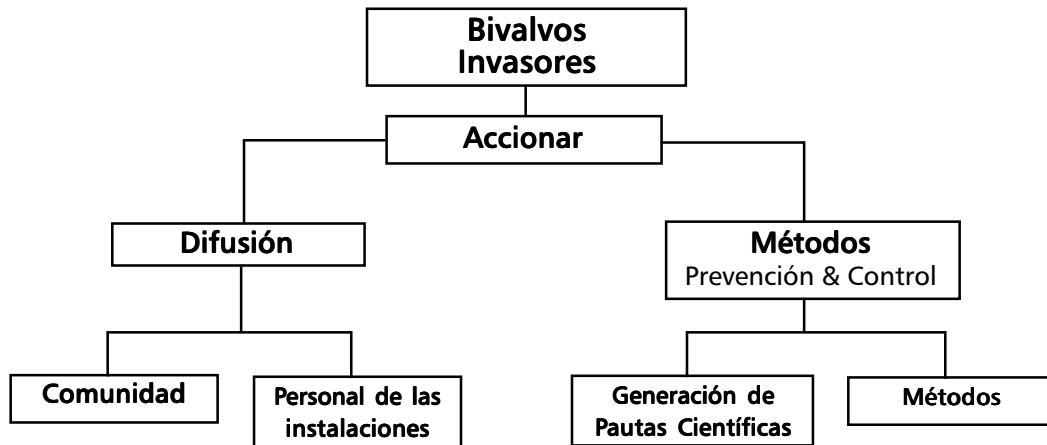 Bivalvos
Invasores
Accionar
Difusión
Métodos
Prevención & Control
Comunidad
Personal de las
instalaciones
Generación de
Pautas Científicas
Métodos